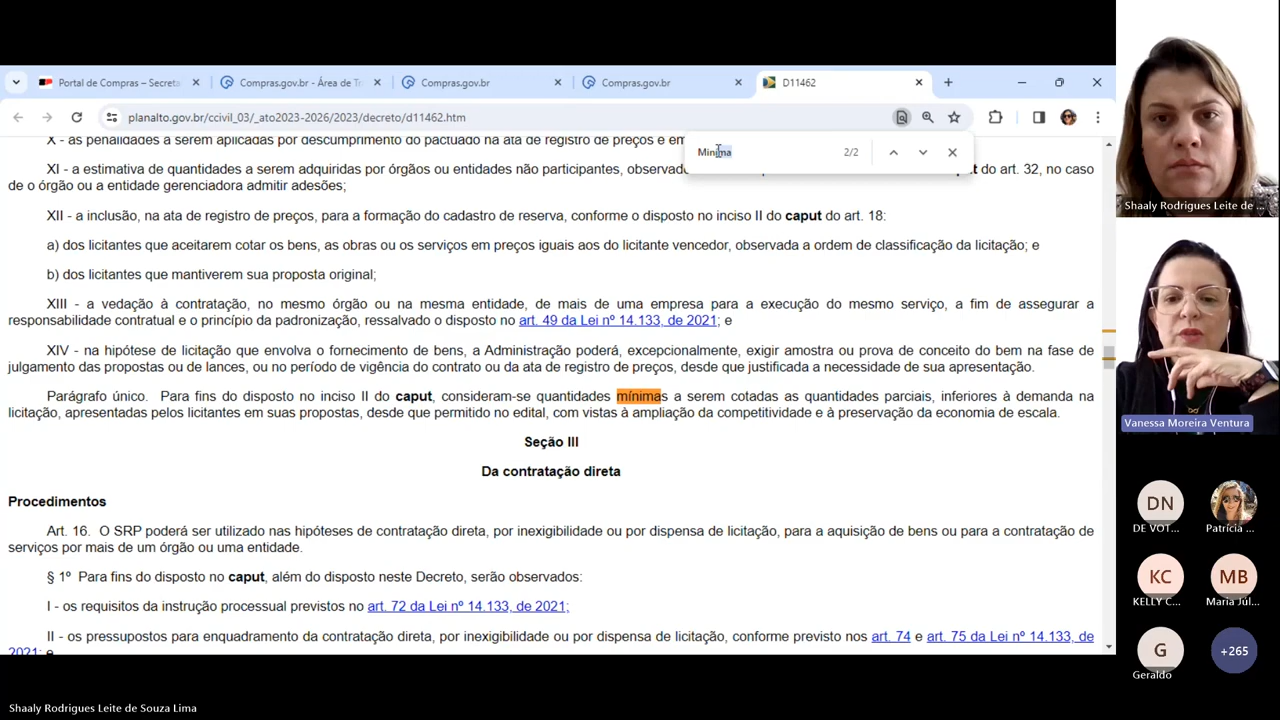 Portal de Compras – Secreta
Compras.gov.br - Área de Tr
Compras.gov.br
Compras.gov.br
D11462
planalto.gov.br/ccivil_03/_ato2023-2026/2023/decreto/d11462.htm
Minima
2/2
X - as penalidades a serem aplicadas por descumprimento do pactuado na ata de registro de preços e em
XI - a estimativa de quantidades a serem adquiridas por órgãos ou entidades não participantes, observad
do art. 32, no caso
de o órgão ou a entidade gerenciadora admitir adesões;
XII - a inclusão, na ata de registro de preços, para a formação do cadastro de reserva, conforme o disposto no inciso II do caput do art. 18:
a) dos licitantes que aceitarem cotar os bens, as obras ou os serviços em preços iguais aos do licitante vencedor, observada a ordem de classificação da licitação; e
b) dos licitantes que mantiverem sua proposta original;
XIII - a vedação à contratação, no mesmo órgão ou na mesma entidade, de mais de uma empresa para a execução do mesmo serviço, a fim de assegurar a
responsabilidade contratual e o princípio da padronização, ressalvado o disposto no art. 49 da Lei nº 14.133, de 2021; e
XIV - na hipótese de licitação que envolva o fornecimento de bens, a Administração poderá, excepcionalmente, exigir amostra ou prova de conceito do bem na fase de
julgamento das propostas ou de lances, ou no período de vigência do contrato ou da ata de registro de preços, desde que justificada a necessidade de sua apresentação.
Parágrafo único. Para fins do disposto no inciso II do caput, consideram-se quantidades mínimas a serem cotadas as quantidades parciais, inferiores à demanda na
licitação, apresentadas pelos licitantes em suas propostas, desde que permitido no edital, com vistas à ampliação da competitividade e à preservação da economia de escala.
Seção III
Da contratação direta
Procedimentos
Art. 16. O SRP poderá ser utilizado nas hipóteses de contratação direta, por inexigibilidade ou por dispensa de licitação, para a aquisição de bens ou para a contratação de
serviços por mais de um órgão ou uma entidade.
§ 1º Para fins do disposto no caput, além do disposto neste Decreto, serão observados:
I - os requisitos da instrução processual previstos no art. 72 da Lei nº 14.133, de 2021;
II - os pressupostos para enquadramento da contratação direta, por inexigibilidade ou por dispensa de licitação, conforme previsto nos art. 74 e art. 75 da Lei nº 14.133, de
2021; e
Shaaly Rodrigues Leite de ...
Vanessa Moreira Ventura
DN
DE VOT...
Patrícia ...
KC
KELLY C...
MB
Maria Júl...
G
Geraldo
+265
Shaaly Rodrigues Leite de Souza Lima